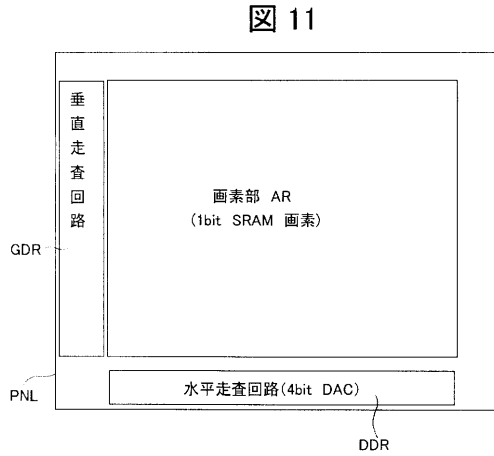 図 11
垂直走査回路
画素部 AR
(1bit SRAM 画素)
GDR
PNL
水平走査回路(4bit DAC)
DDR